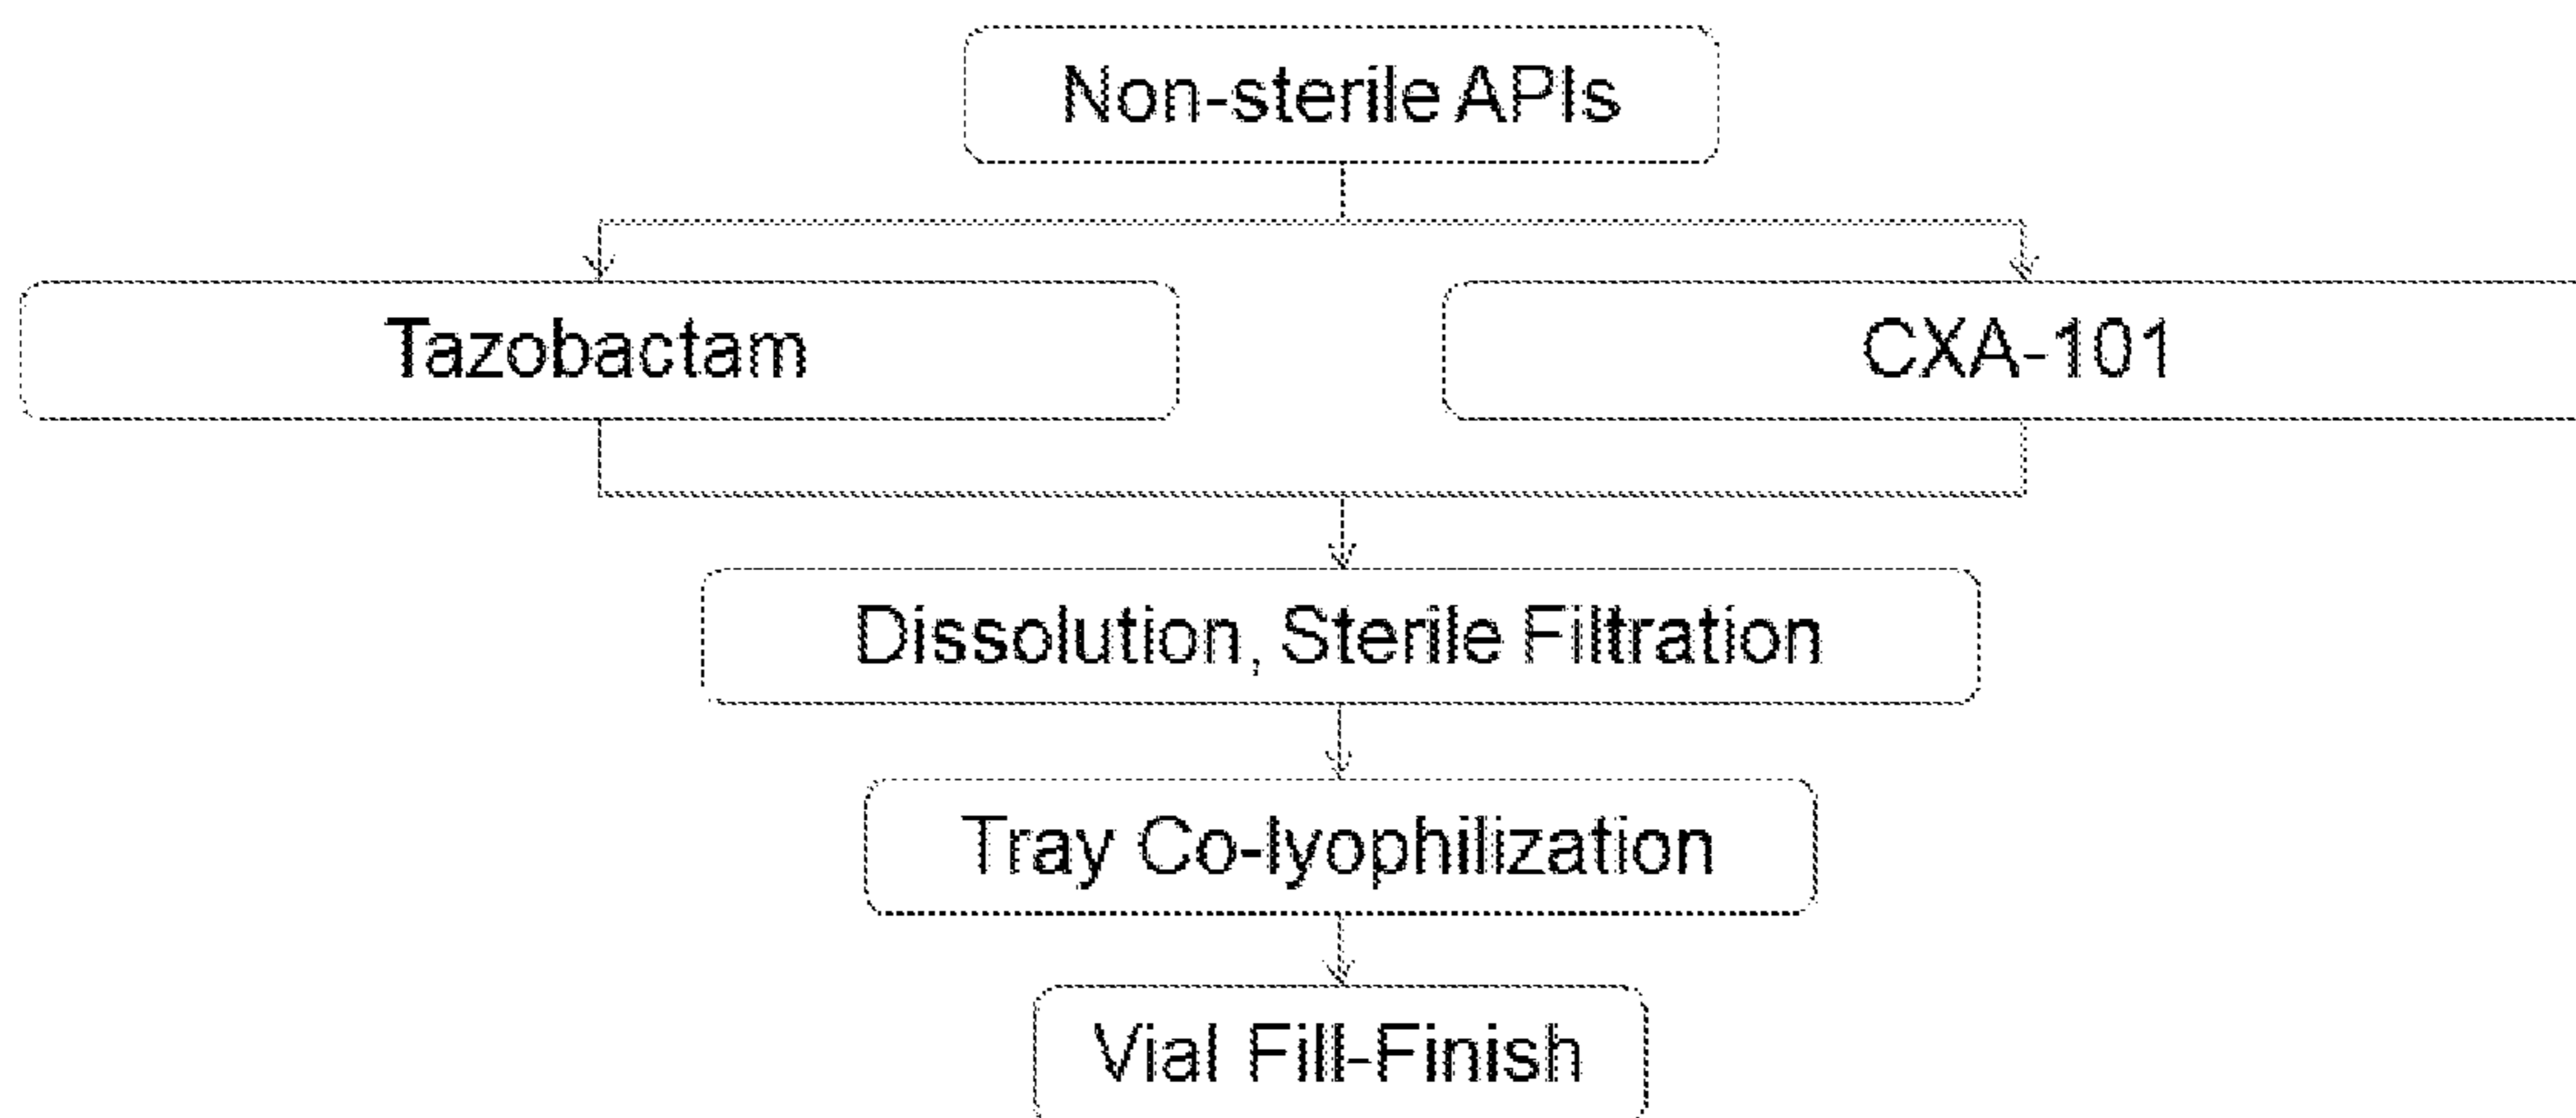 Non-sterile APIs
Tazobactam
CXA-101
Dissolution, Sterile Filtration
Tray Co-lyophilization
Vial Fill-Finish